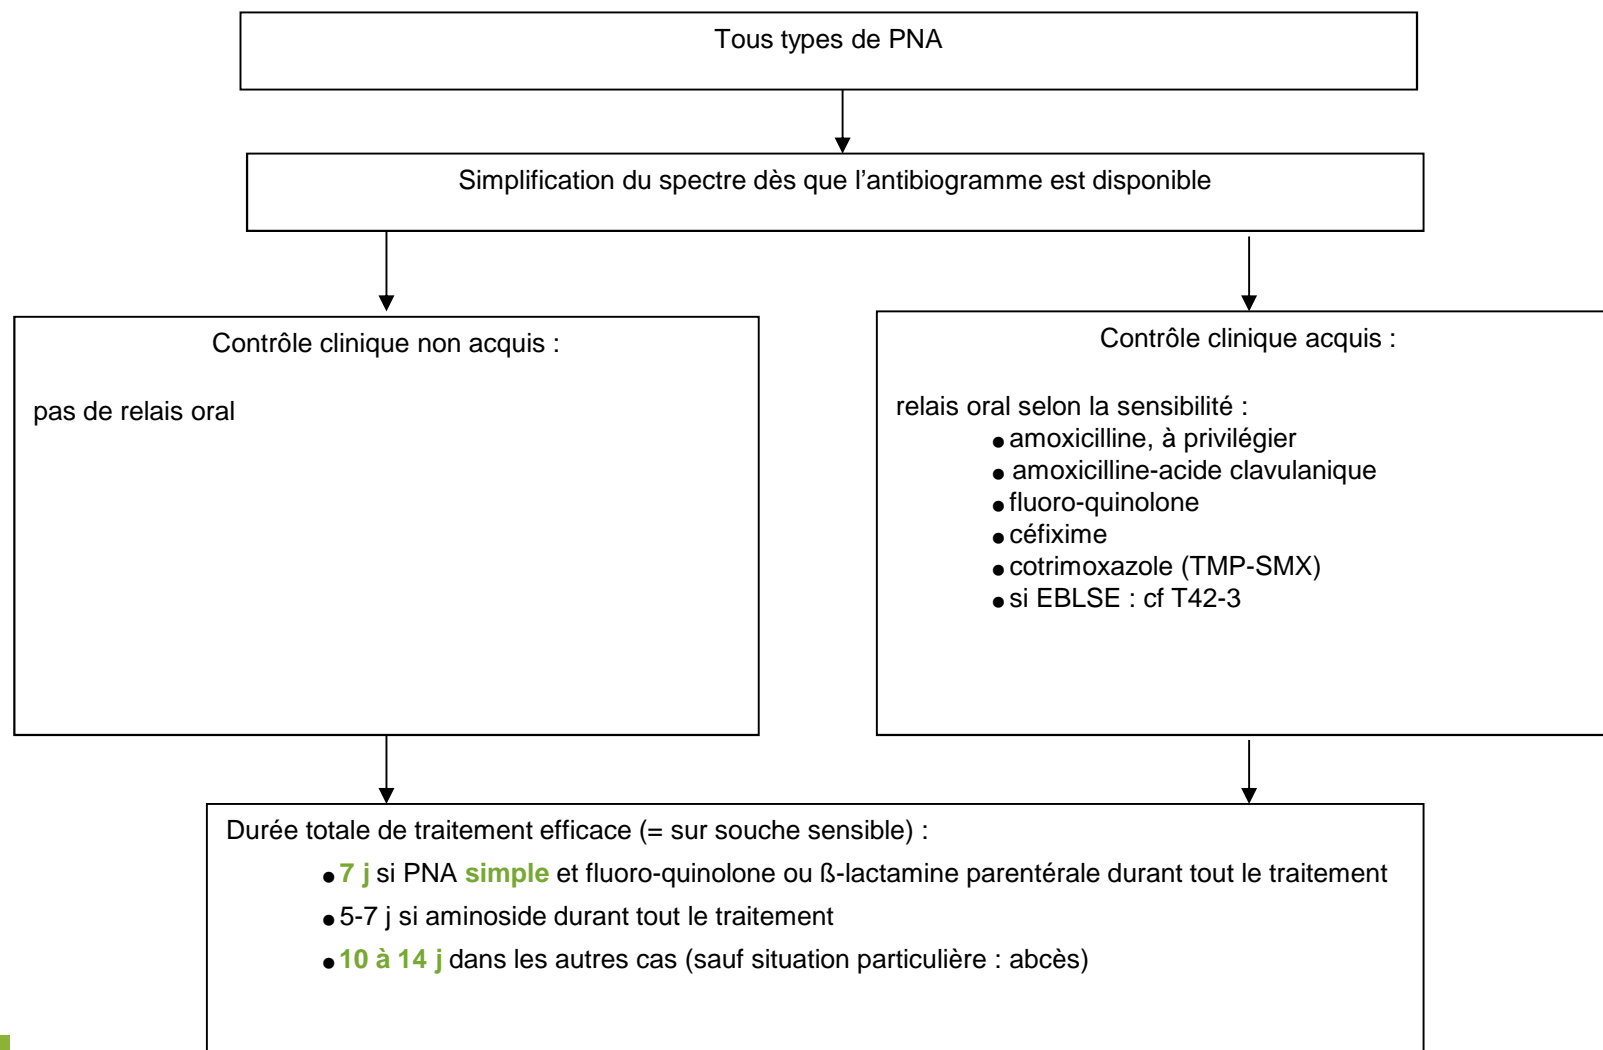 Tous types de PNA
Simplification du spectre dès que l’antibiogramme est disponible
Contrôle clinique non acquis :
pas de relais oral
Contrôle clinique acquis :
relais oral selon la sensibilité :
● amoxicilline, à privilégier
● amoxicilline-acide clavulanique
● fluoro-quinolone
● céfixime
● cotrimoxazole (TMP-SMX)
● si EBLSE : cf T42-3
Durée totale de traitement efficace (= sur souche sensible) :
● 7 j si PNA simple et fluoro-quinolone ou ß-lactamine parentérale durant tout le traitement
● 5-7 j si aminoside durant tout le traitement
● 10 à 14 j dans les autres cas (sauf situation particulière : abcès)